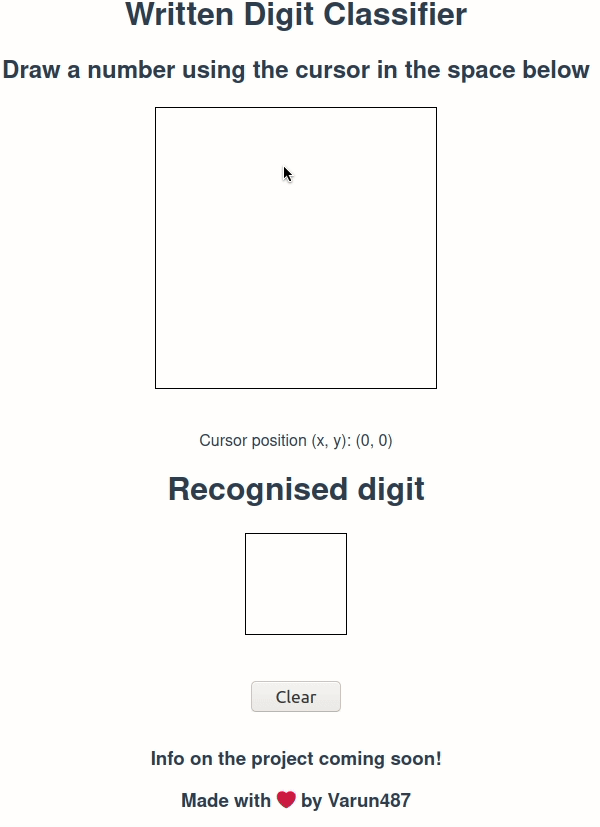 Written Digit Classifier
Draw a number using the cursor in the space below
Cursor position (x, y): (0, 0)
Recognised digit
Clear
Info on the project coming soon!
Made with ❤️ by Varun487